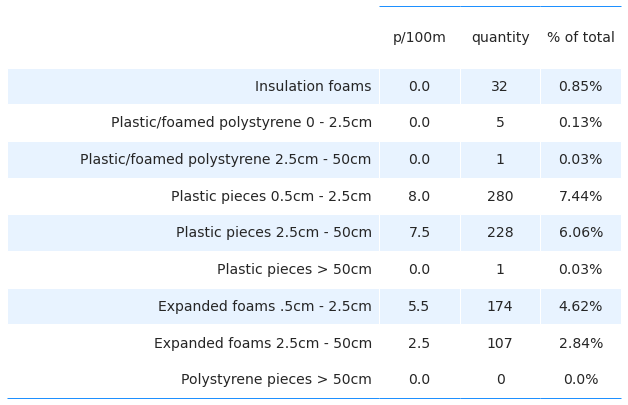 p/100m quantity % of total
Insulation foams 0.0 32 0.85%
Plastic/foamed polystyrene 0 - 2.5cm 0.0 5 0.13%
Plastic/foamed polystyrene 2.5cm - 50cm 0.0 1 0.03%
Plastic pieces 0.5cm - 2.5cm 8.0 280 7.44%
Plastic pieces 2.5cm - 50cm 7.5 228 6.06%
Plastic pieces > 50cm 0.0 1 0.03%
Expanded foams .5cm - 2.5cm 5.5 174 4.62%
Expanded foams 2.5cm - 50cm 2.5 107 2.84%
Polystyrene pieces > 50cm 0.0 0 0.0%